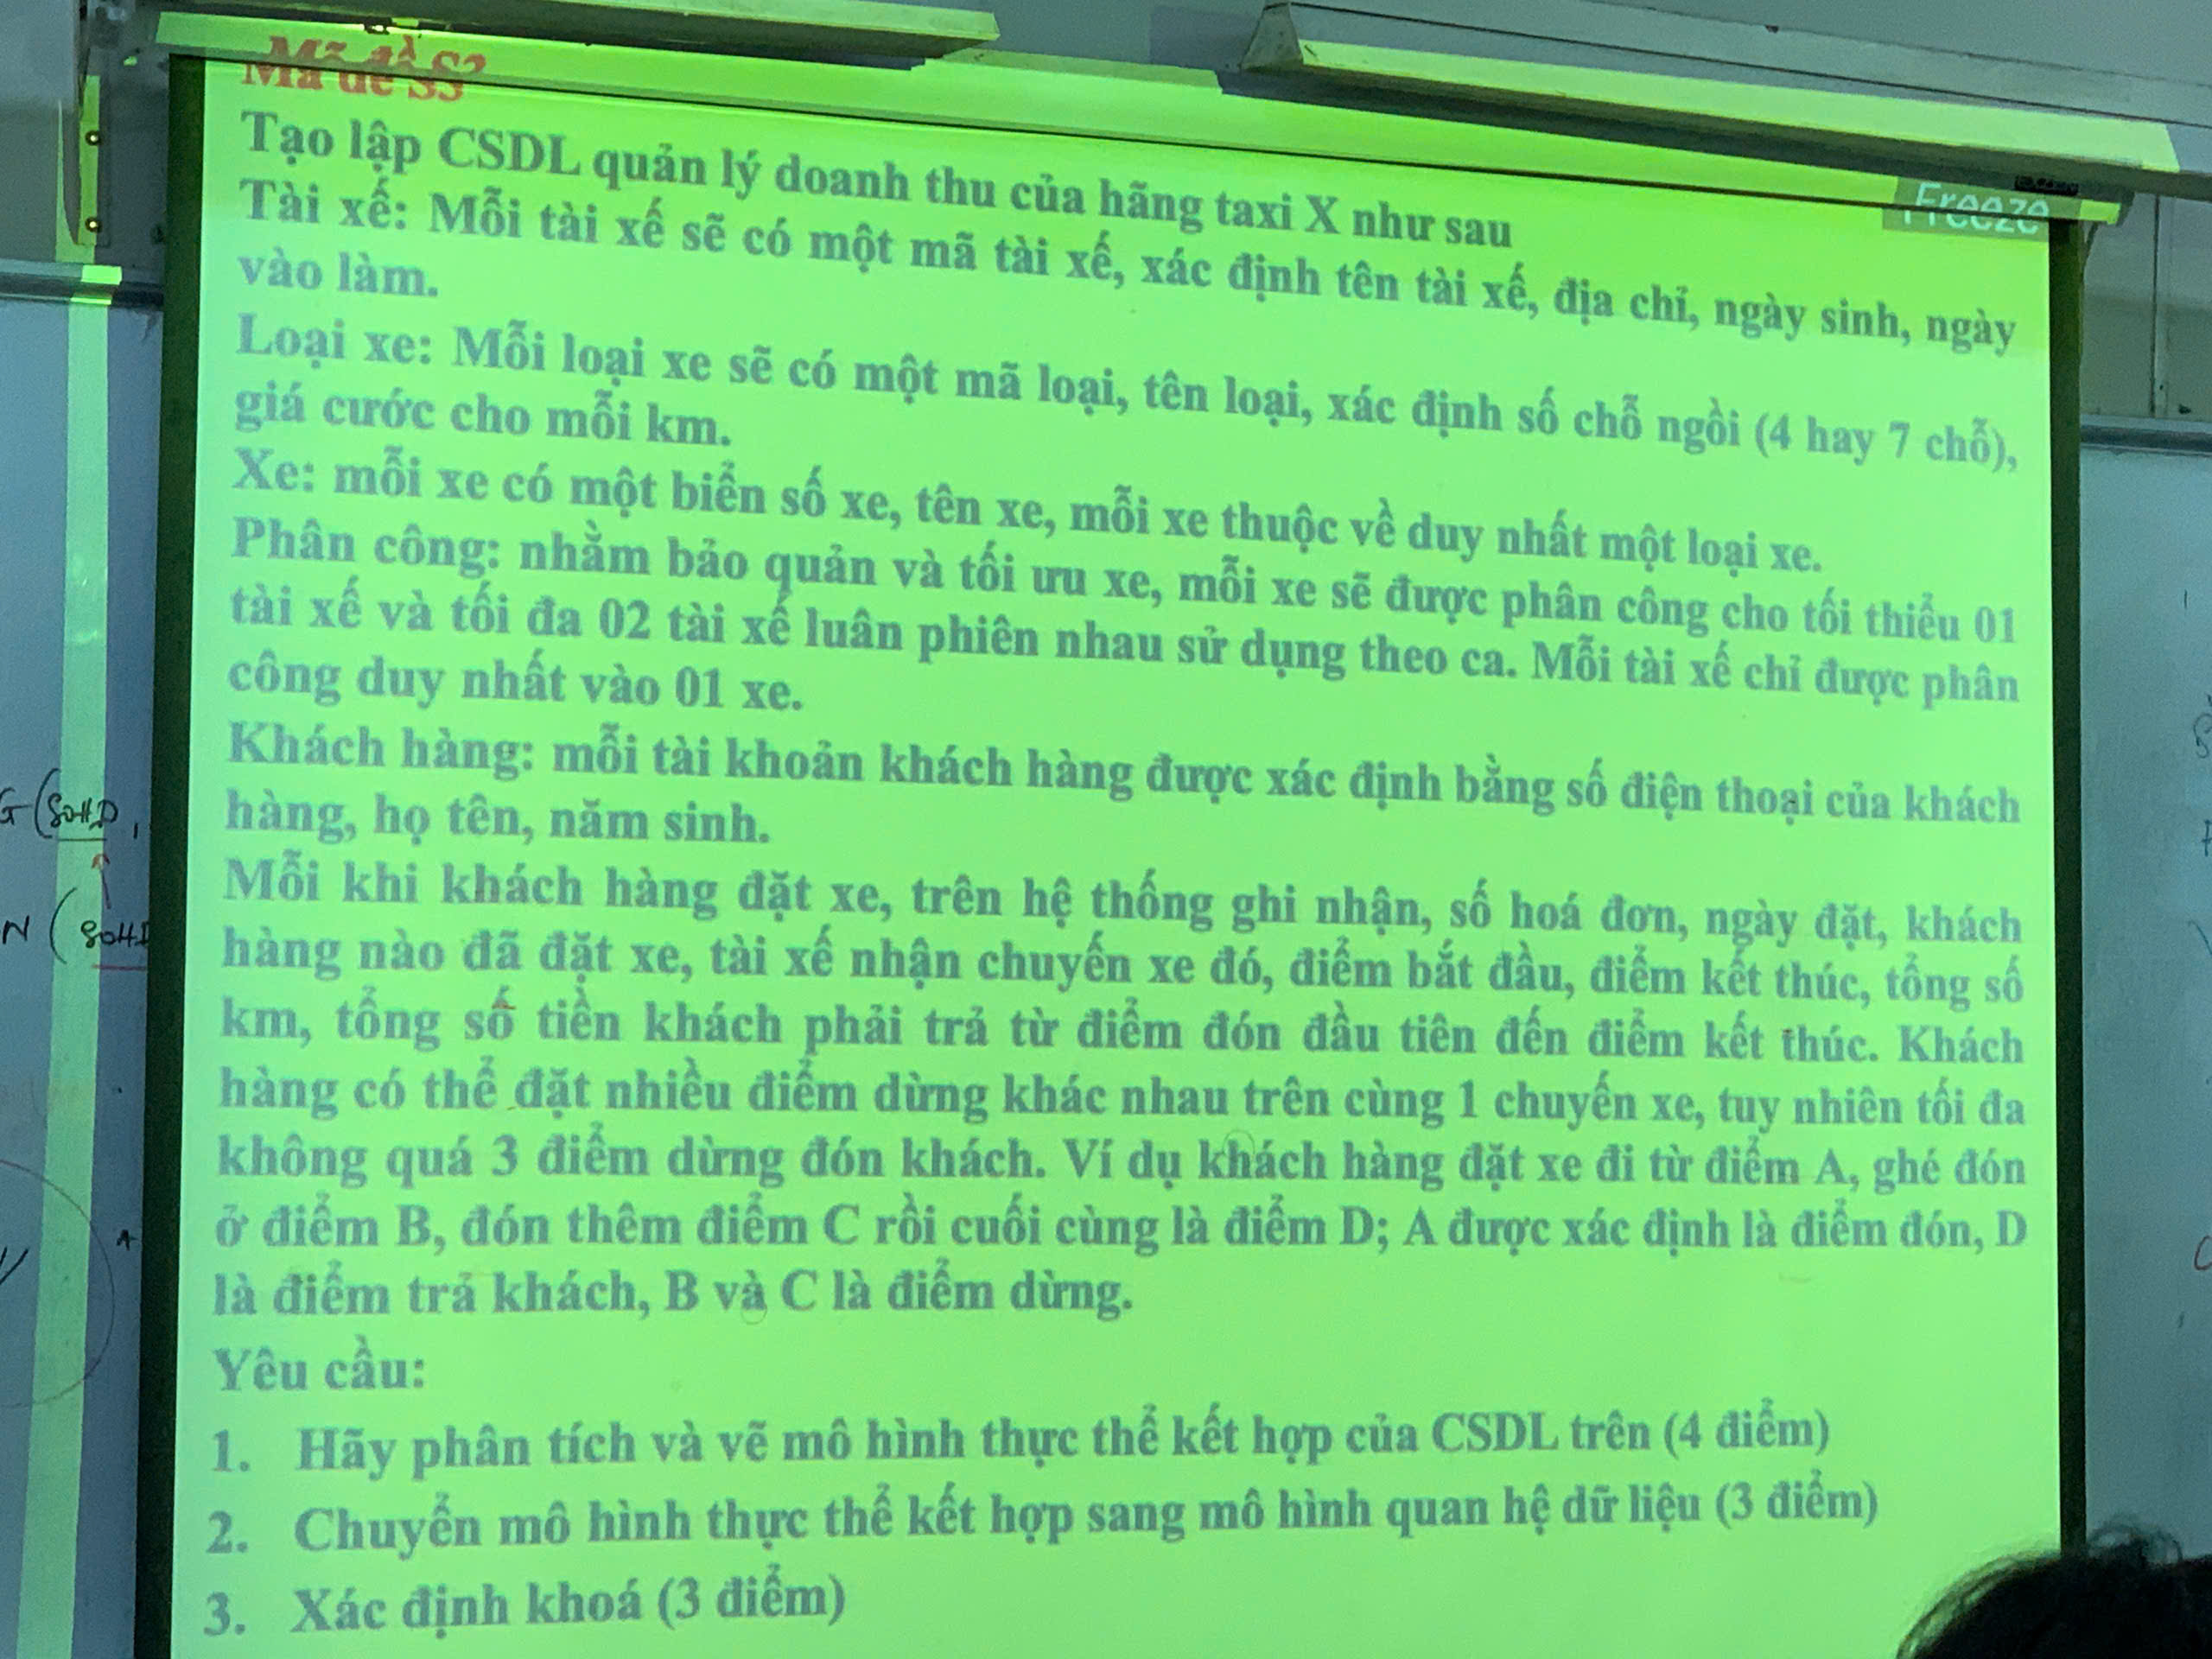 Mã đề S3
Freeze
Tạo lập CSDL quản lý doanh thu của hãng taxi X như sau
Tài xế: Mỗi tài xế sẽ có một mã tài xế, xác định tên tài xế, địa chỉ, ngày sinh, ngày
vào làm.
Loại xe: Mỗi loại xe sẽ có một mã loại, tên loại, xác định số chỗ ngồi (4 hay 7 chỗ),
giá cước cho mỗi km.
Xe: mỗi xe có một biển số xe, tên xe, mỗi xe thuộc về duy nhất một loại xe.
Phân công: nhằm bảo quản và tối ưu xe, mỗi xe sẽ được phân công cho tối thiểu 01
tài xế và tối đa 02 tài xế luân phiên nhau sử dụng theo ca. Mỗi tài xế chỉ được phân
công duy nhất vào 01 xe.
Khách hàng: mỗi tài khoản khách hàng được xác định bằng số điện thoại của khách
hàng, họ tên, năm sinh.
Mỗi khi khách hàng đặt xe, trên hệ thống ghi nhận, số hoá đơn, ngày đặt, khách
hàng nào đã đặt xe, tài xế nhận chuyến xe đó, điểm bắt đầu, điểm kết thúc, tổng số
km, tổng số tiền khách phải trả từ điểm đón đầu tiên đến điểm kết thúc. Khách
hàng có thể đặt nhiều điểm dừng khác nhau trên cùng 1 chuyến xe, tuy nhiên tối đa
không quá 3 điểm dừng đón khách. Ví dụ khách hàng đặt xe đi từ điểm A, ghé đón
ở điểm B, đón thêm điểm C rồi cuối cùng là điểm D; A được xác định là điểm đón, D
là điểm trả khách, B và C là điểm dừng.
Yêu cầu:
1. Hãy phân tích và vẽ mô hình thực thể kết hợp của CSDL trên (4 điểm)
2. Chuyển mô hình thực thể kết hợp sang mô hình quan hệ dữ liệu (3 điểm)
3. Xác định khoá (3 điểm)
G (SOHD,
N (SOHD